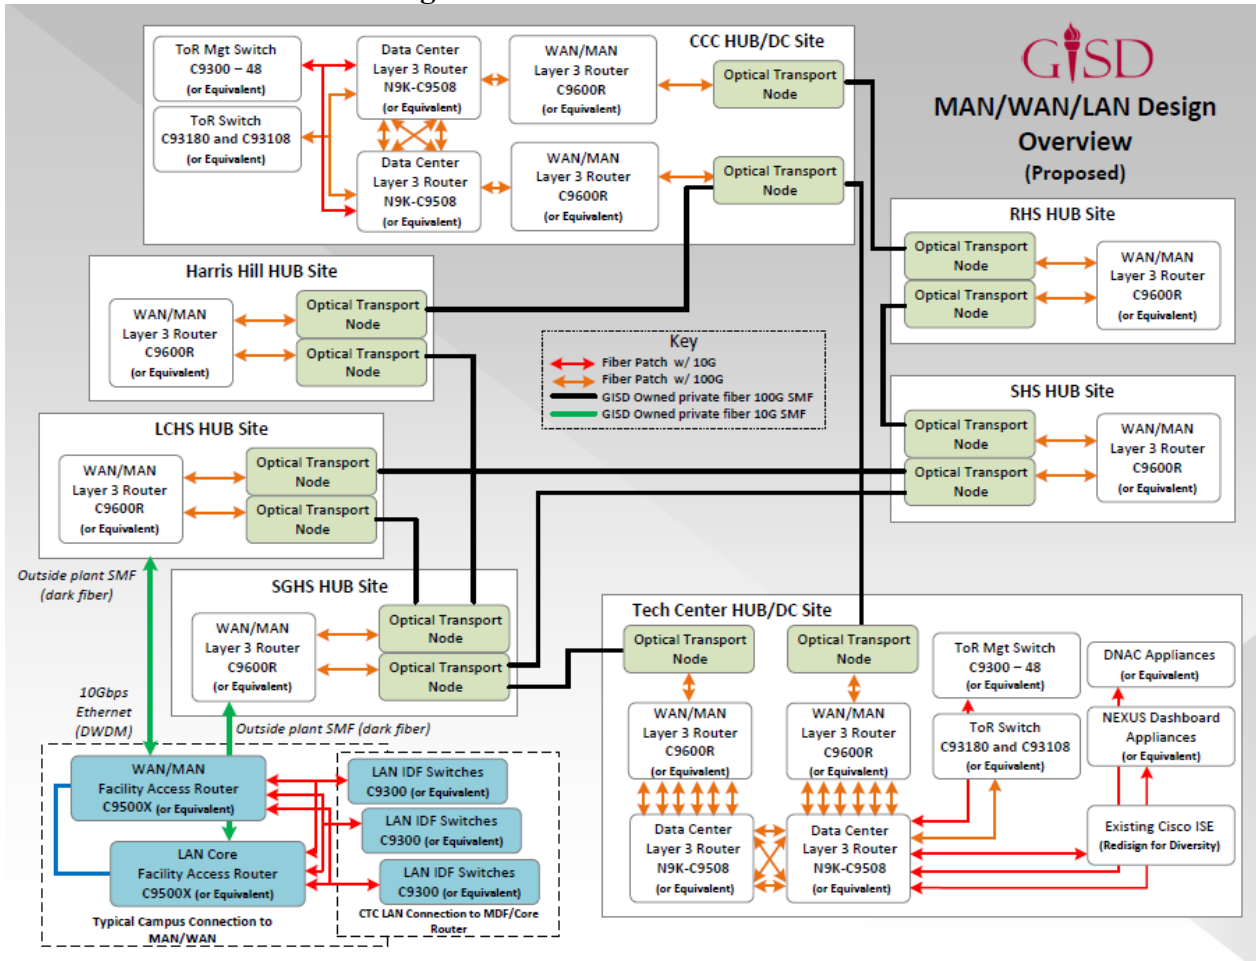 GISD
MAN/WAN/LAN Design
Overview
(Proposed)
CCC HUB/DC Site
ToR Mgt Switch
C9300 – 48
(or Equivalent)
ToR Switch
C93180 and C93108
(or Equivalent)
Data Center
Layer 3 Router
N9K-C9508
(or Equivalent)
Data Center
Layer 3 Router
N9K-C9508
(or Equivalent)
WAN/MAN
Layer 3 Router
C9600R
(or Equivalent)
WAN/MAN
Layer 3 Router
C9600R
(or Equivalent)
Optical Transport
Node
Optical Transport
Node
RHS HUB Site
Optical Transport
Node
Optical Transport
Node
WAN/MAN
Layer 3 Router
C9600R
(or Equivalent)
Harris Hill HUB Site
WAN/MAN
Layer 3 Router
C9600R
(or Equivalent)
Optical Transport
Node
Optical Transport
Node
Key
Fiber Patch w/ 10G
Fiber Patch w/ 100G
GISD Owned private fiber 100G SMF
GISD Owned private fiber 10G SMF
SHS HUB Site
Optical Transport
Node
Optical Transport
Node
WAN/MAN
Layer 3 Router
C9600R
(or Equivalent)
LCHS HUB Site
WAN/MAN
Layer 3 Router
C9600R
(or Equivalent)
Optical Transport
Node
Optical Transport
Node
Outside plant SMF
(dark fiber)
SGHS HUB Site
WAN/MAN
Layer 3 Router
C9600R
(or Equivalent)
Optical Transport
Node
Optical Transport
Node
10Gbps
Ethernet
(DWDM)
Outside plant SMF (dark fiber)
WAN/MAN
Facility Access Router
C9500X (or Equivalent)
LAN Core
Facility Access Router
C9500X (or Equivalent)
Typical Campus Connection to
MAN/WAN
LAN IDF Switches
C9300 (or Equivalent)
LAN IDF Switches
C9300 (or Equivalent)
LAN IDF Switches
C9300 (or Equivalent)
CTC LAN Connection to MDF/Core
Router
Tech Center HUB/DC Site
Optical Transport
Node
Optical Transport
Node
WAN/MAN
Layer 3 Router
C9600R
(or Equivalent)
WAN/MAN
Layer 3 Router
C9600R
(or Equivalent)
Data Center
Layer 3 Router
N9K-C9508
(or Equivalent)
Data Center
Layer 3 Router
N9K-C9508
(or Equivalent)
ToR Mgt Switch
C9300 – 48
(or Equivalent)
ToR Switch
C93180 and C93108
(or Equivalent)
DNAC Appliances
(or Equivalent)
NEXUS Dashboard
Appliances
(or Equivalent)
Existing Cisco ISE
(Redisign for Diversity)